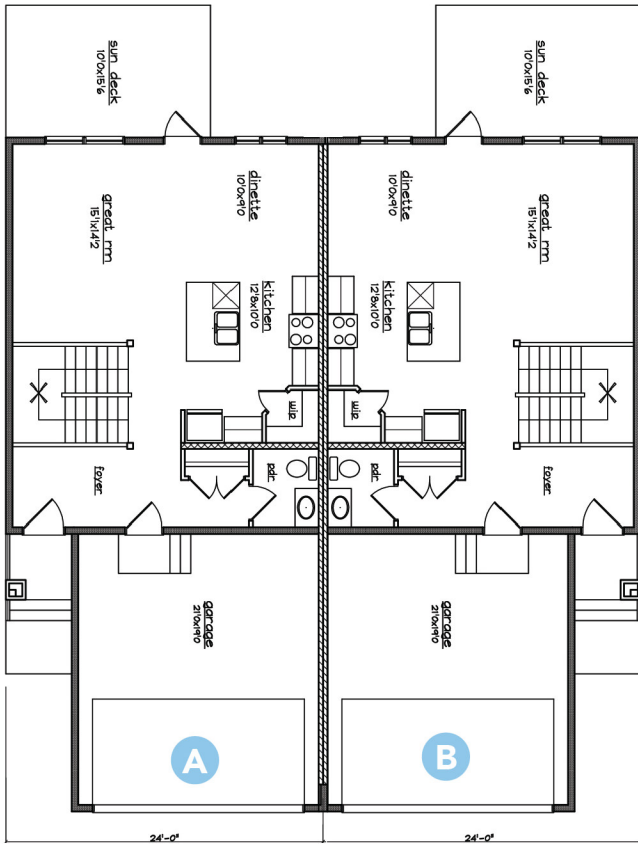 sun deck
10'0x15'6
sun deck
10'0x15'6
great rm
15'1x14'2
dinette
10'0x9'0
dinette
10'0x9'0
great rm
15'1x14'2
kitchen
12'8x10'0
kitchen
12'8x10'0
wip
wip
foyer
pdr
pdr
foyer
garage
21'0x19'0
garage
21'0x19'0
A
B
24'-0"
24'-0"